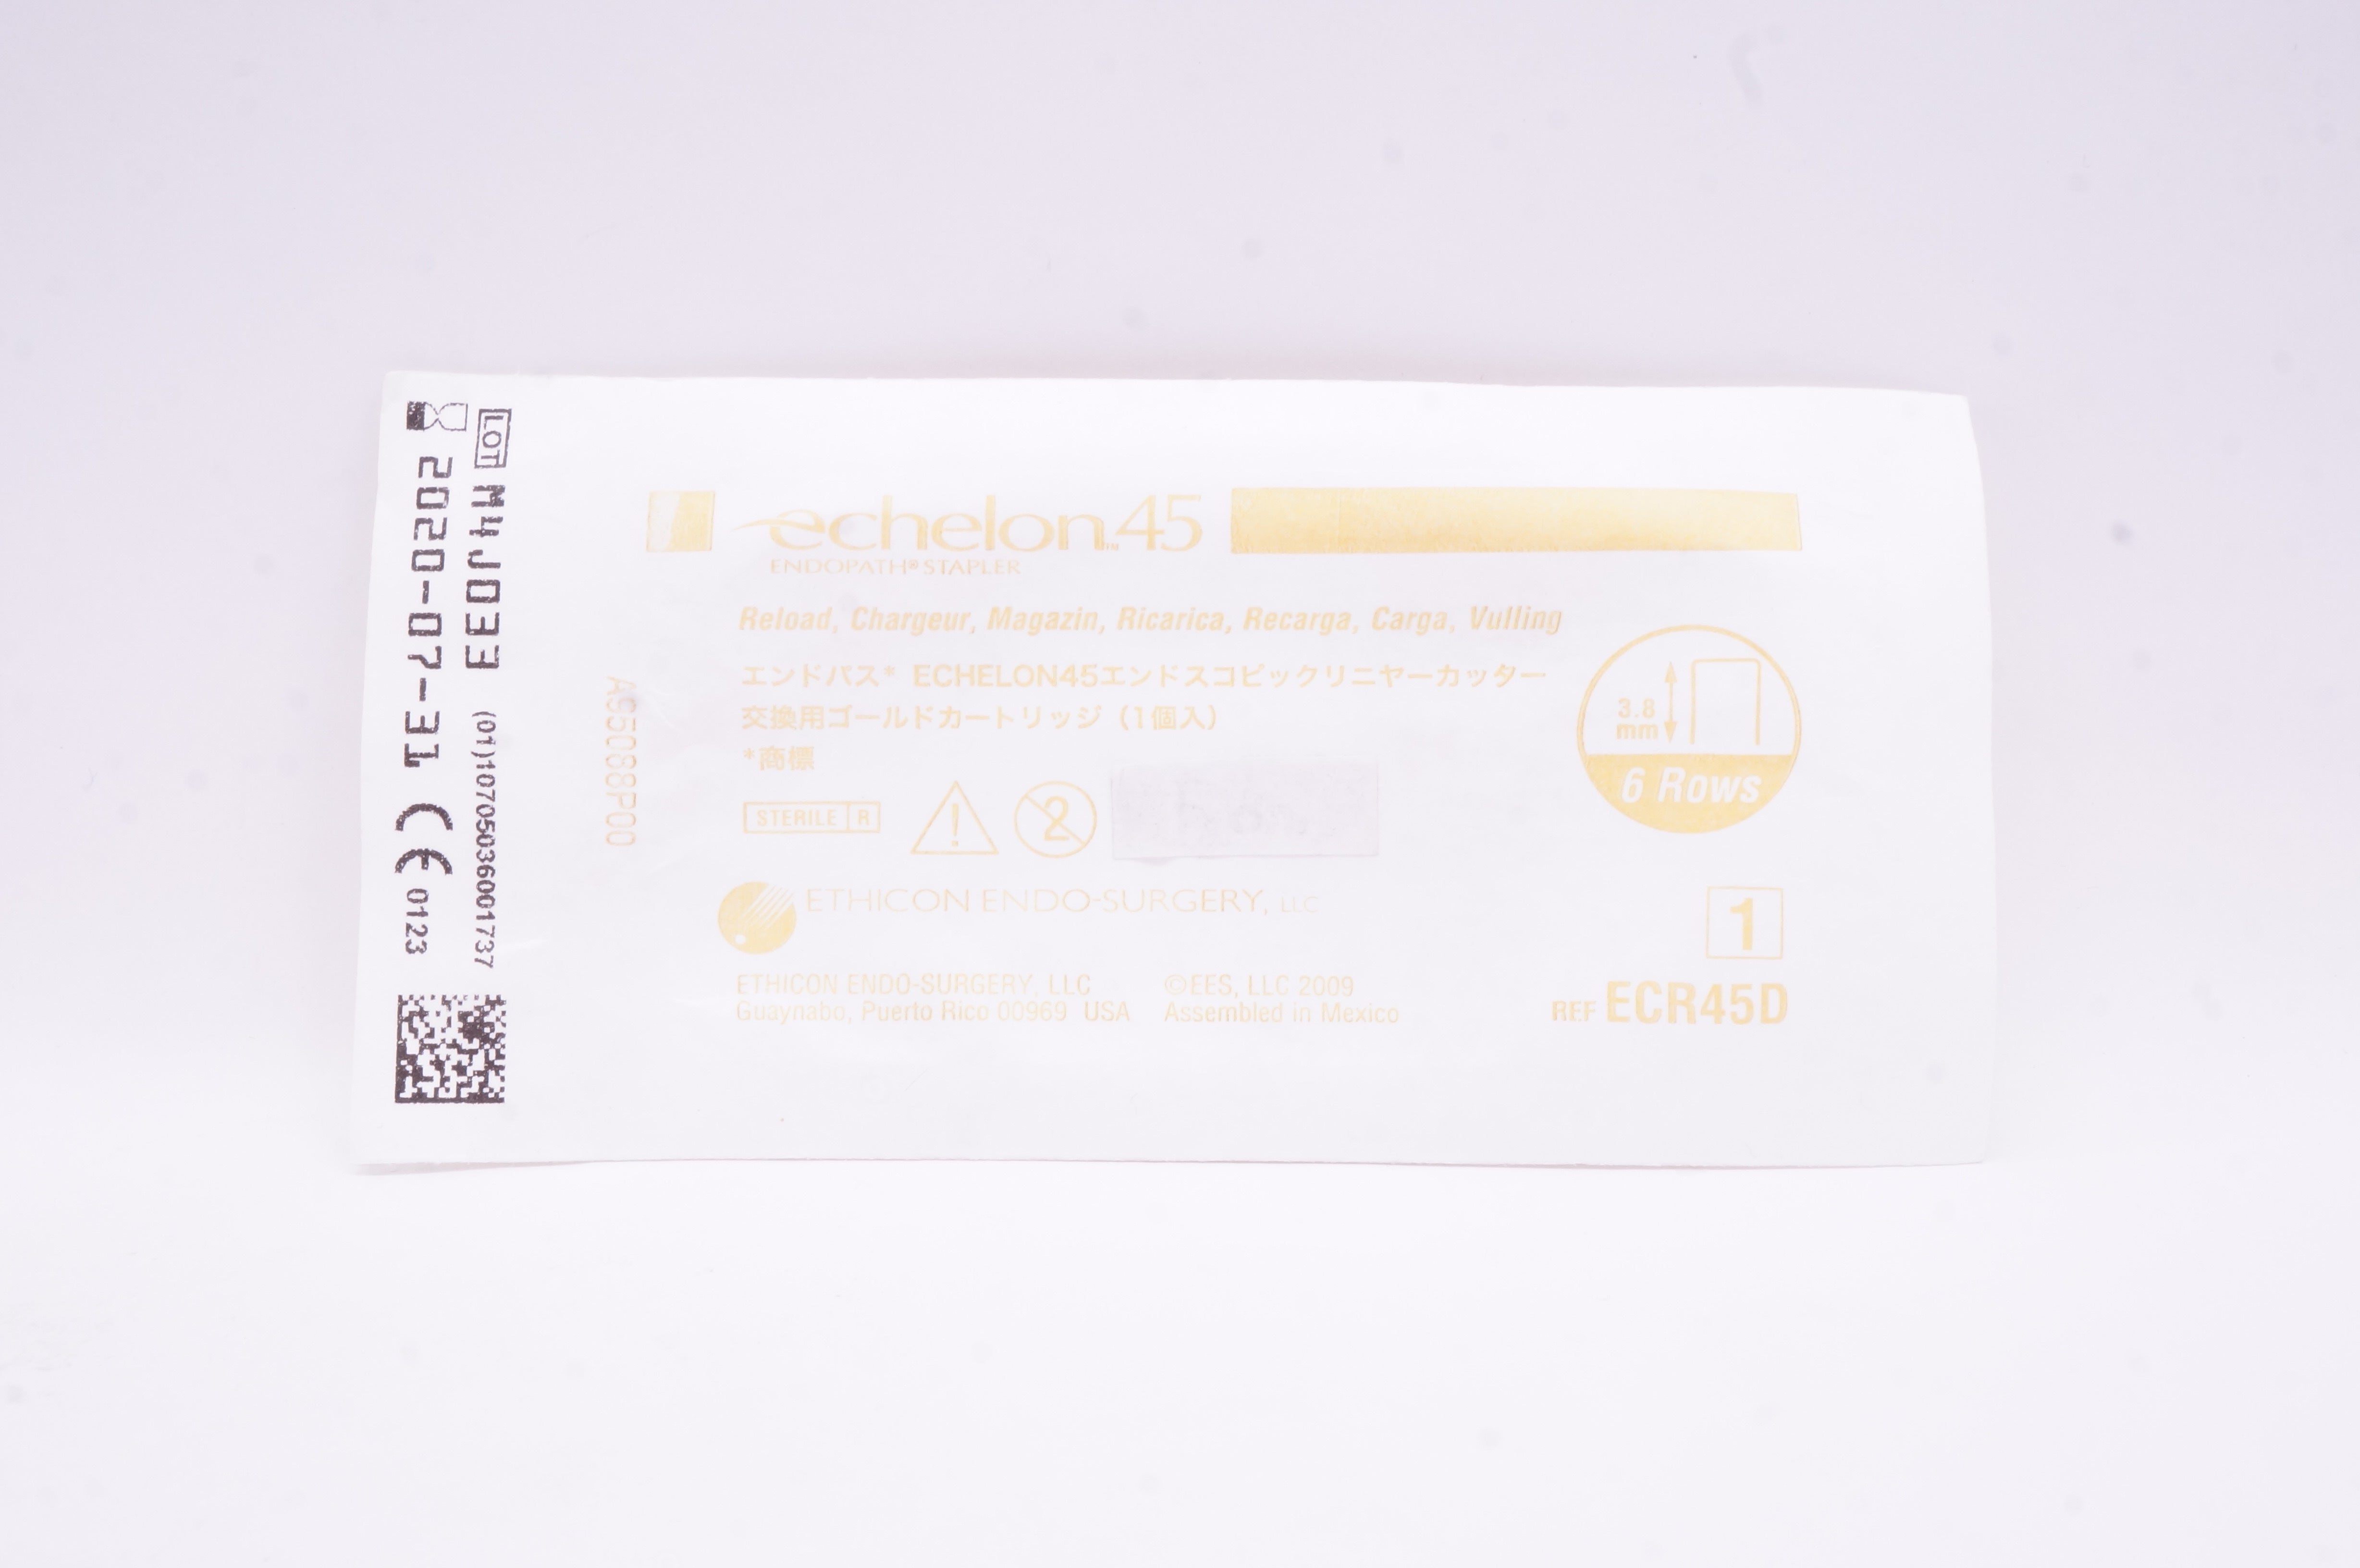 LOT M4J033 (01)10705036001737
2020-07-31 CE 0123
A95088P00
echelon™45
ENDOPATH® STAPLER
Reload, Chargeur, Magazin, Ricarica, Recarga, Carga, Vulling
エンドパス* ECHELON45エンドスコピックリニヤーカッター
交換用ゴールドカートリッジ（1個入）
*商標
3.8
mm
6 Rows
STERILE R
! 2
ETHICON ENDO-SURGERY, LLC
1
ETHICON ENDO-SURGERY, LLC ©EES, LLC 2009
Guaynabo, Puerto Rico 00969 USA Assembled in Mexico
REF ECR45D